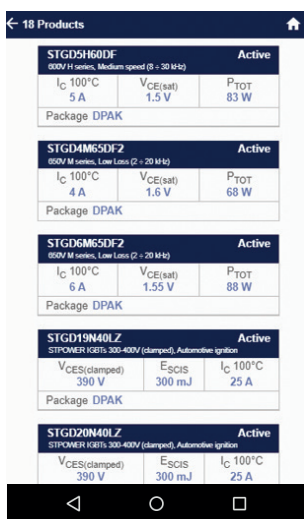 ← 18 Products
STGD5H60DF Active
600V H series, Medium speed (8 ÷ 30 kHz)
IC 100°C VCE(sat) PTOT
5 A 1.5 V 83 W
Package DPAK
STGD4M65DF2 Active
650V M series, Low Loss (2 ÷ 20 kHz)
IC 100°C VCE(sat) PTOT
4 A 1.6 V 68 W
Package DPAK
STGD6M65DF2 Active
650V M series, Low Loss (2 ÷ 20 kHz)
IC 100°C VCE(sat) PTOT
6 A 1.55 V 88 W
Package DPAK
STGD19N40LZ Active
STPOWER IGBTs 300-400V (clamped), Automotive ignition
VCES(clamped) ESCIS IC 100°C
390 V 300 mJ 25 A
Package DPAK
STGD20N40LZ Active
STPOWER IGBTs 300-400V (clamped), Automotive ignition
VCES(clamped) ESCIS IC 100°C
390 V 300 mJ 25 A